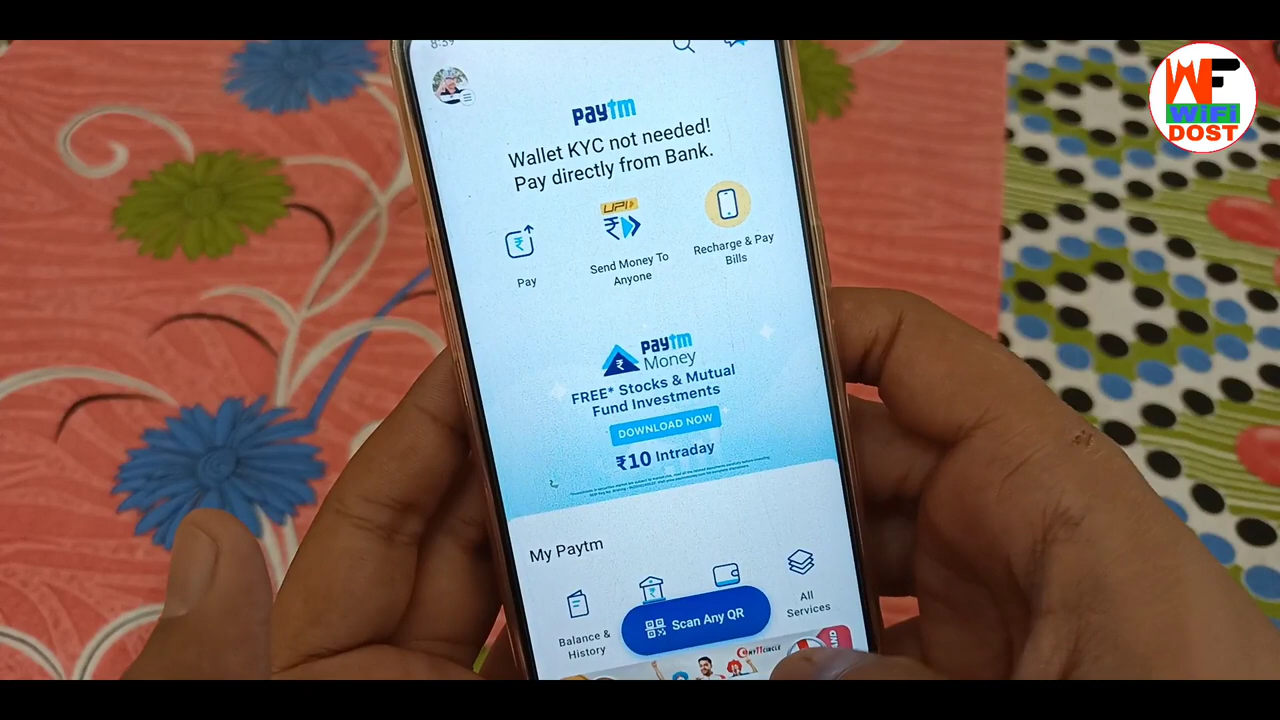 8:39
paytm
Wallet KYC not needed!
Pay directly from Bank.
UPI
Pay
Send Money To
Anyone
Recharge & Pay
Bills
paytm
Money
FREE* Stocks & Mutual
Fund Investments
DOWNLOAD NOW
₹10 Intraday
My Paytm
Balance &
History
Scan Any QR
All
Services
MY11CIRCLE
WF
WiFi
DOST